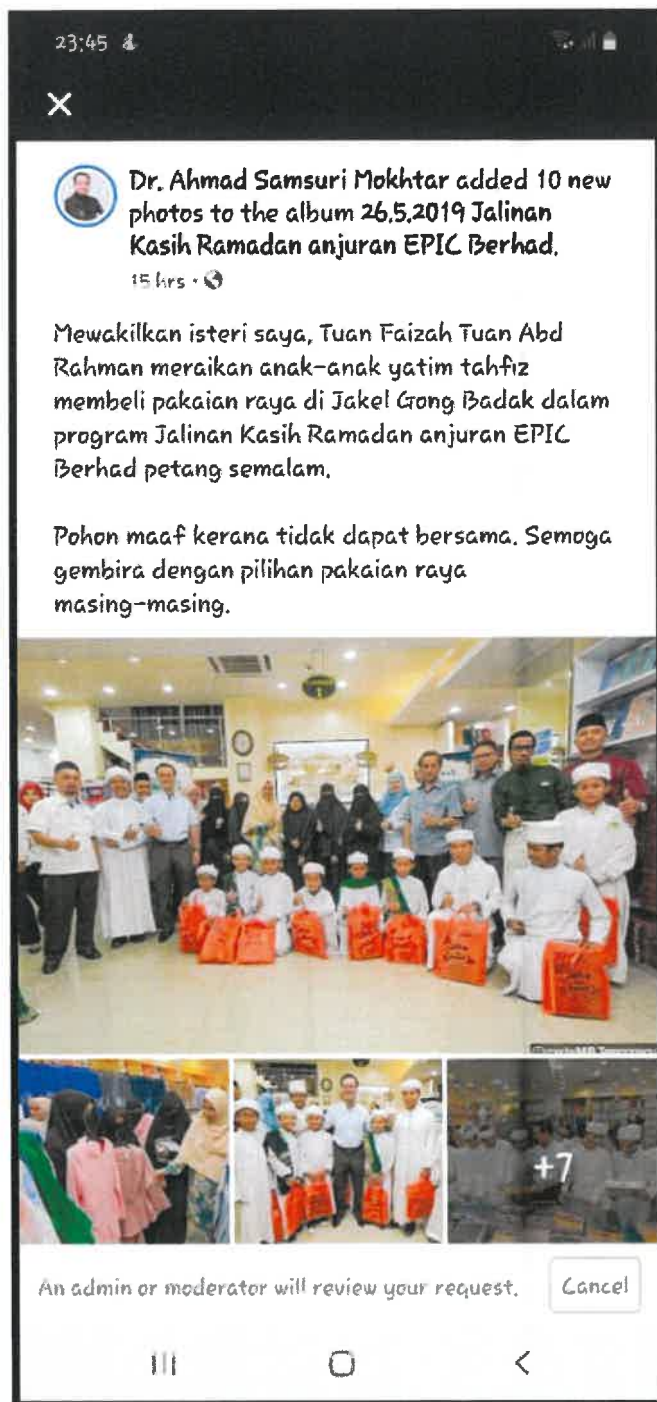 23:45
Dr. Ahmad Samsuri Mokhtar added 10 new
photos to the album 26.5.2019 Jalinan
Kasih Ramadan anjuran EPIC Berhad.
15 hrs ·
Mewakilkan isteri saya, Tuan Faizah Tuan Abd
Rahman meraikan anak-anak yatim tahfiz
membeli pakaian raya di Jakel Gong Badak dalam
program Jalinan Kasih Ramadan anjuran EPIC
Berhad petang semalam.
Pohon maaf kerana tidak dapat bersama. Semoga
gembira dengan pilihan pakaian raya
masing-masing.
+7
An admin or moderator will review your request.
Cancel